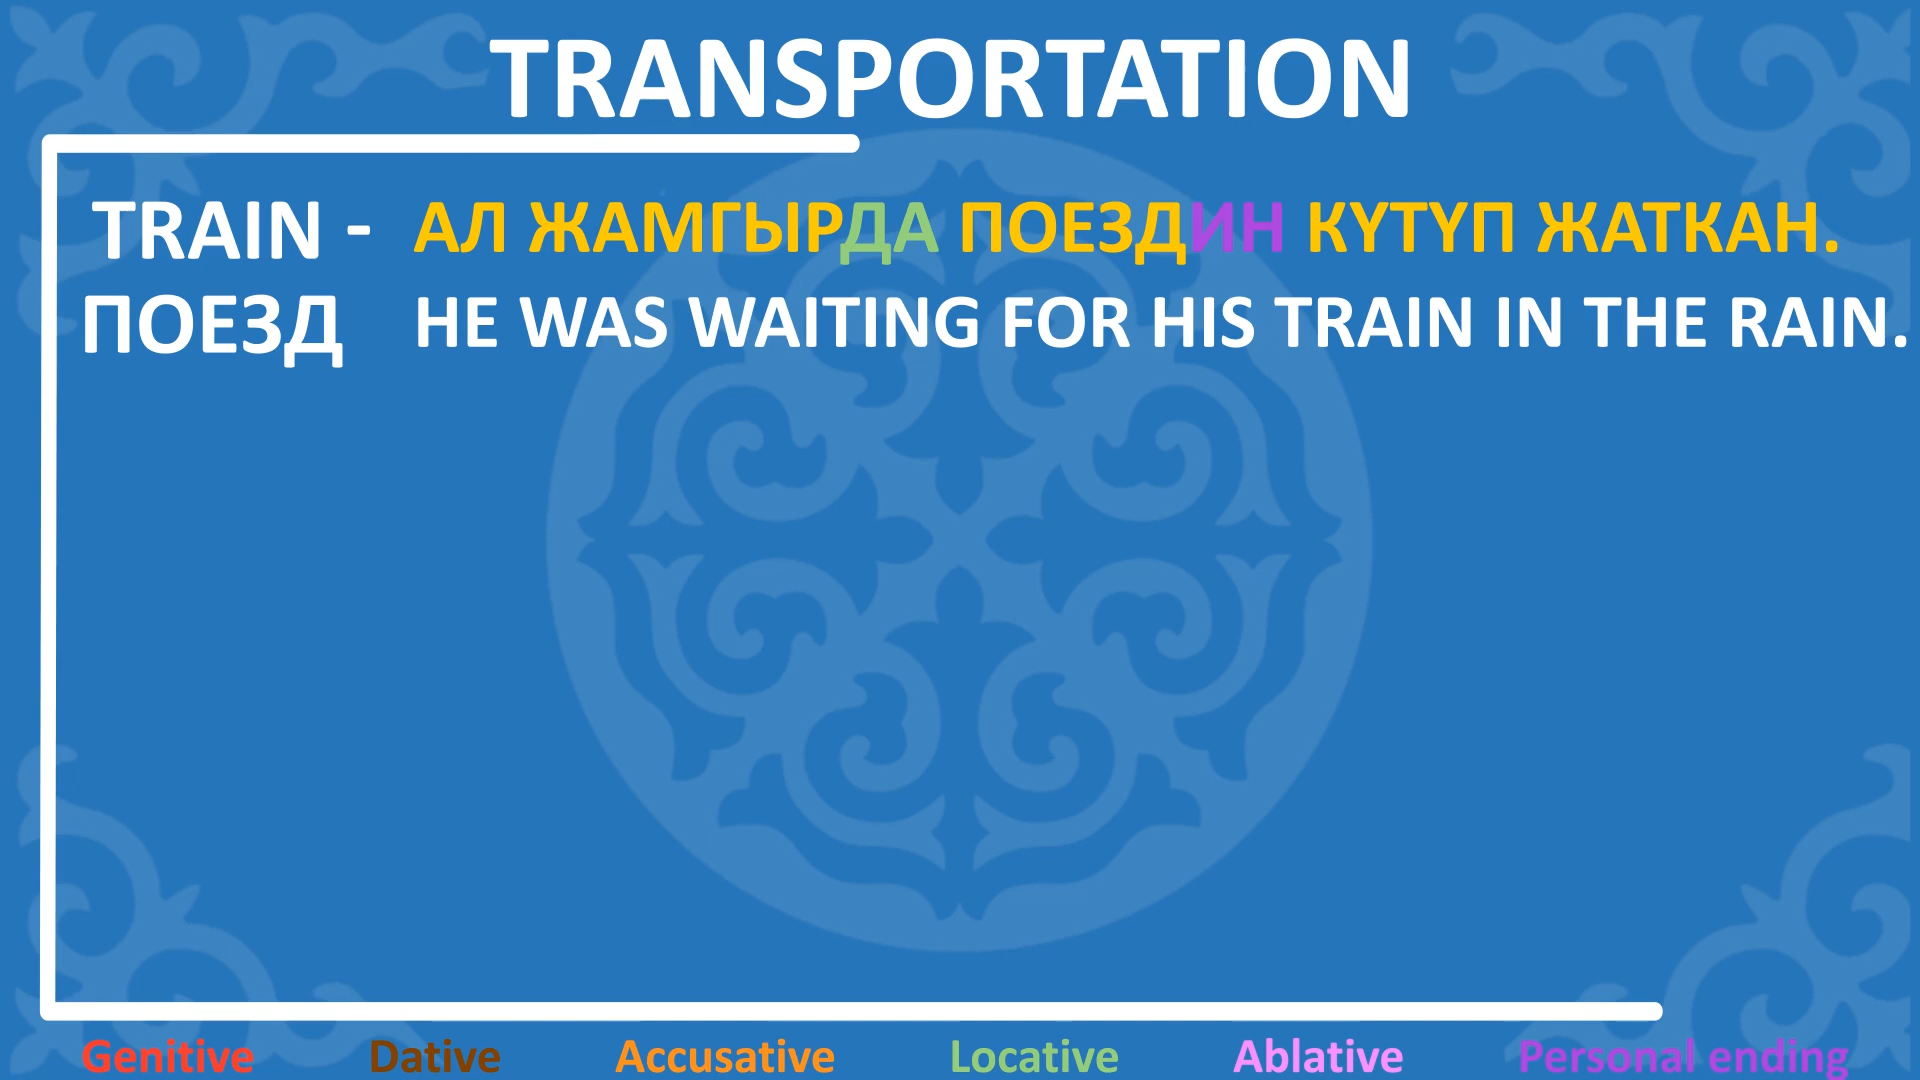 TRANSPORTATION
TRAIN - АЛ ЖАМГЫРДА ПОЕЗДИН КҮТҮП ЖАТКАН.
ПОЕЗД HE WAS WAITING FOR HIS TRAIN IN THE RAIN.
Genitive Dative Accusative Locative Ablative Personal ending